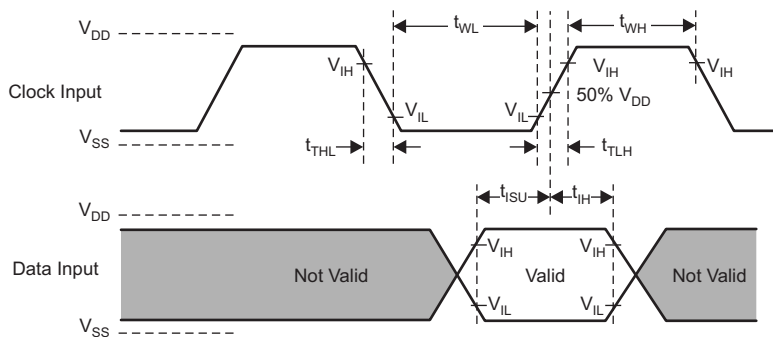 t_WL t_WH
V_DD
V_IH V_IH V_IH
Clock Input 50% V_DD
V_IL V_IL
V_SS
t_THL t_TLH
t_ISU t_IH
V_DD
V_IH V_IH
Data Input Not Valid Valid Not Valid
V_IL V_IL
V_SS